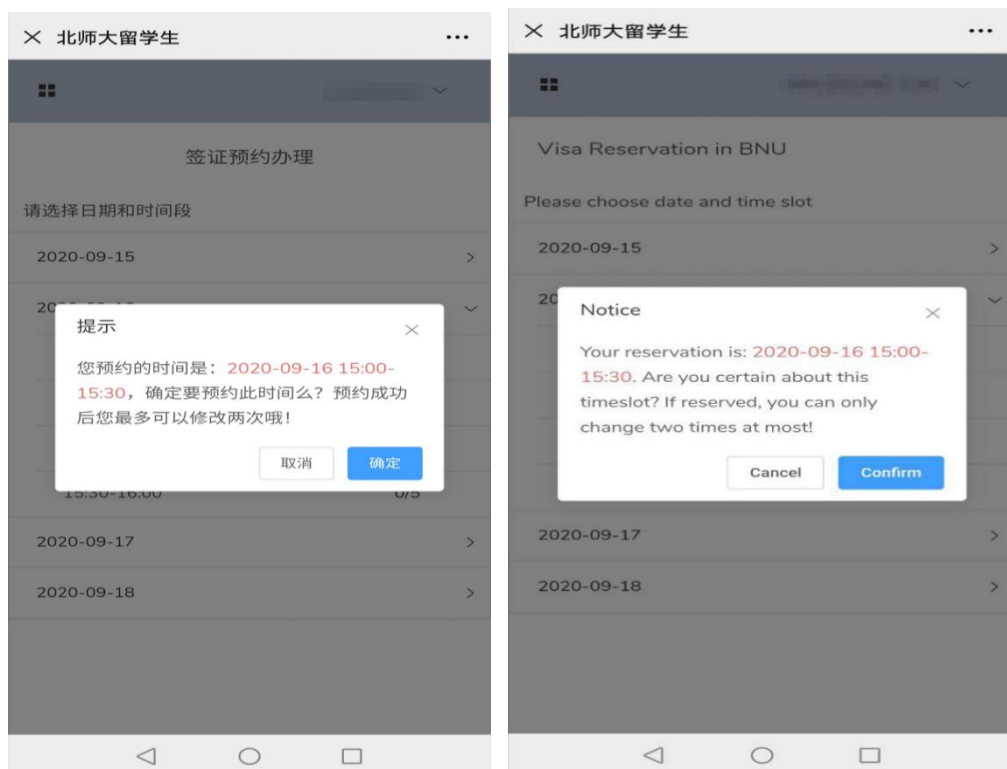 北师大留学生
签证预约办理
请选择日期和时间段
2020-09-15
提示
您预约的时间是：2020-09-16 15:00-
15:30，确定要预约此时间么？预约成功
后您最多可以修改两次哦！
取消 确定
15:30-16:00 0/5
2020-09-17
2020-09-18
北师大留学生
Visa Reservation in BNU
Please choose date and time slot
2020-09-15
20
Notice
Your reservation is: 2020-09-16 15:00-
15:30. Are you certain about this
timeslot? If reserved, you can only
change two times at most!
Cancel Confirm
2020-09-17
2020-09-18